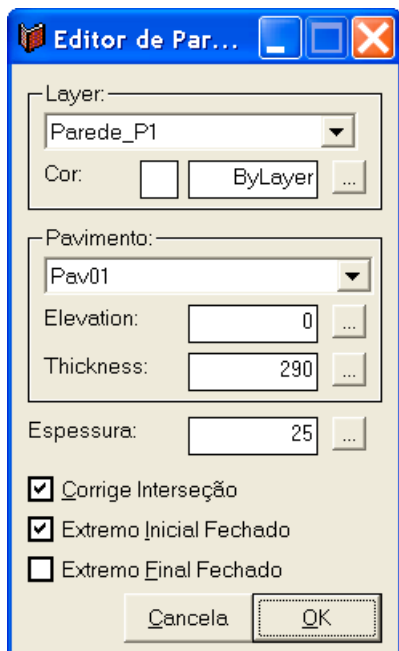 Editor de Par...
Layer:
Parede_P1
Cor: ByLayer ...
Pavimento:
Pav01
Elevation: 0 ...
Thickness: 290 ...
Espessura: 25 ...
Corrige Interseção
Extremo Inicial Fechado
Extremo Final Fechado
Cancela OK